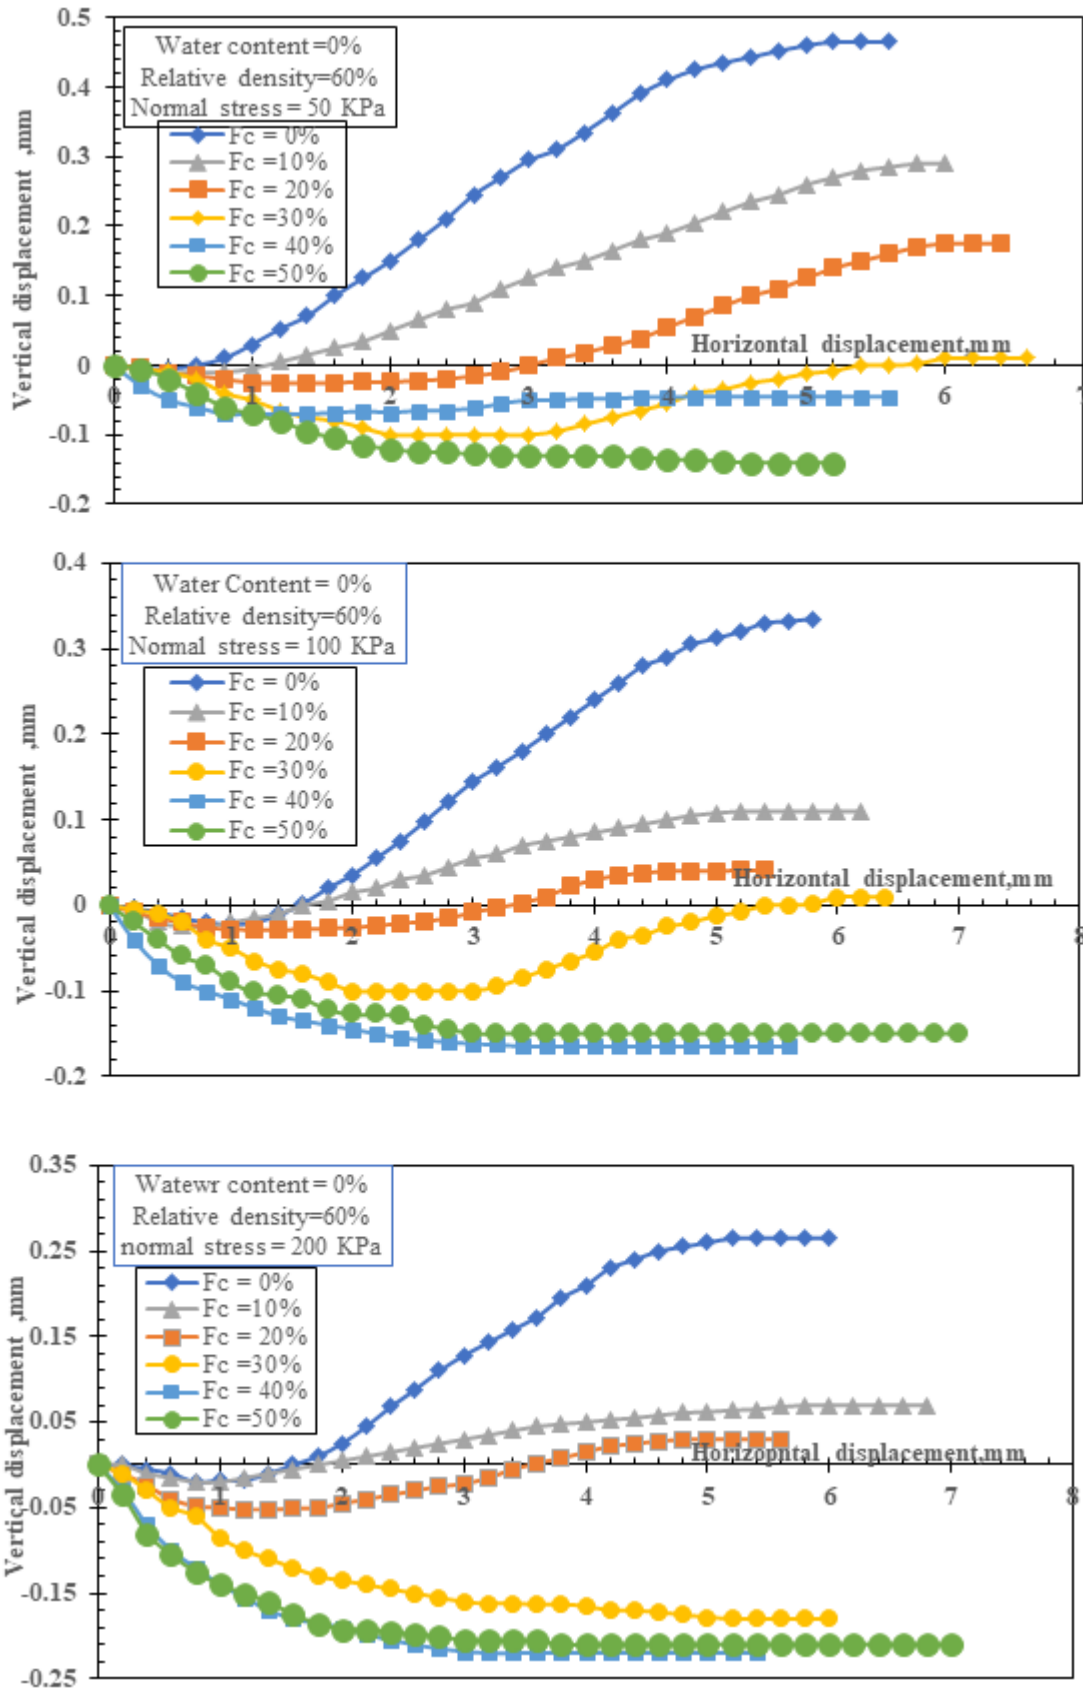 0.5
Water content =0%
Relative density=60%
Normal stress = 50 KPa
0.4
Fc = 0%
0.3
Fc =10%
Fc = 20%
Fc =30%
0.2
Fc = 40%
Fc =50%
0.1
Vertical displacement ,mm
Horizontal displacement,mm
0
0 1 2 3 4 5 6 7
-0.1
-0.2
0.4
Water Content = 0%
Relative density=60%
Normal stress = 100 KPa
0.3
Fc = 0%
Fc =10%
0.2
Fc = 20%
Fc =30%
Fc = 40%
0.1
Fc =50%
Vertical displacement ,mm
Horizontal displacement,mm
0
0 1 2 3 4 5 6 7 8
-0.1
-0.2
0.35
Watewr content = 0%
Relative density=60%
normal stress = 200 KPa
0.25
Fc = 0%
Fc =10%
Fc = 20%
0.15
Fc =30%
Fc = 40%
Fc =50%
0.05
Vertical displacement ,mm
Horizontal displacement,mm
0 1 2 3 4 5 6 7 8
-0.05
-0.15
-0.25